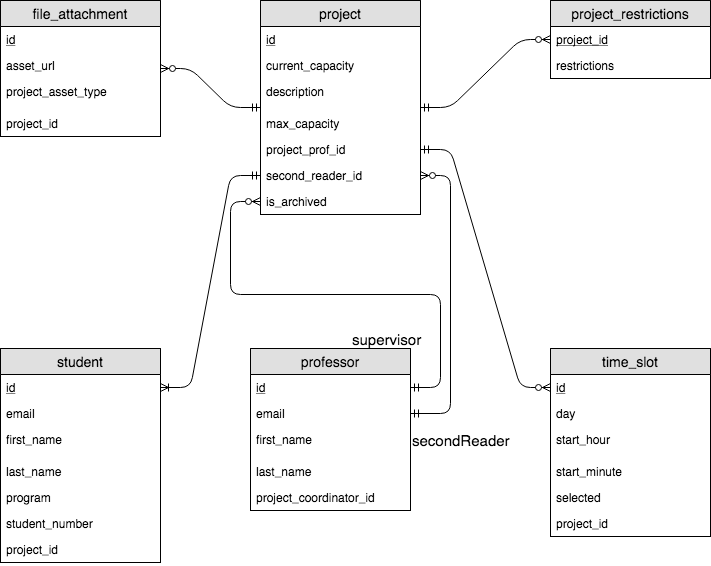 file_attachment
id
asset_url
project_asset_type
project_id
project
id
current_capacity
description
max_capacity
project_prof_id
second_reader_id
is_archived
project_restrictions
project_id
restrictions
supervisor
secondReader
student
id
email
first_name
last_name
program
student_number
project_id
professor
id
email
first_name
last_name
project_coordinator_id
time_slot
id
day
start_hour
start_minute
selected
project_id